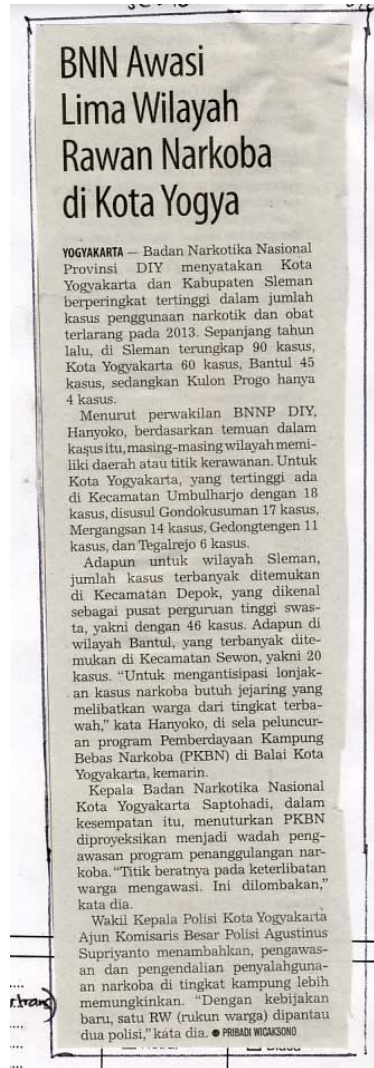 BNN Awasi
Lima Wilayah
Rawan Narkoba
di Kota Yogya
YOGYAKARTA — Badan Narkotika Nasional
Provinsi DIY menyatakan Kota
Yogyakarta dan Kabupaten Sleman
berperingkat tertinggi dalam jumlah
kasus penggunaan narkotik dan obat
terlarang pada 2013. Sepanjang tahun
lalu, di Sleman terungkap 90 kasus,
Kota Yogyakarta 60 kasus, Bantul 45
kasus, sedangkan Kulon Progo hanya
4 kasus.
Menurut perwakilan BNNP DIY,
Hanyoko, berdasarkan temuan dalam
kasus itu, masing-masing wilayah memi-
liki daerah atau titik kerawanan. Untuk
Kota Yogyakarta, yang tertinggi ada
di Kecamatan Umbulharjo dengan 18
kasus, disusul Gondokusuman 17 kasus,
Mergangsan 14 kasus, Gedongtengen 11
kasus, dan Tegalrejo 6 kasus.
Adapun untuk wilayah Sleman,
jumlah kasus terbanyak ditemukan
di Kecamatan Depok, yang dikenal
sebagai pusat perguruan tinggi swas-
ta, yakni dengan 46 kasus. Adapun di
wilayah Bantul, yang terbanyak dite-
mukan di Kecamatan Sewon, yakni 20
kasus. “Untuk mengantisipasi lonjak-
an kasus narkoba butuh jejaring yang
melibatkan warga dari tingkat terba-
wah,” kata Hanyoko, di sela peluncur-
an program Pemberdayaan Kampung
Bebas Narkoba (PKBN) di Balai Kota
Yogyakarta, kemarin.
Kepala Badan Narkotika Nasional
Kota Yogyakarta Saptohadi, dalam
kesempatan itu, menuturkan PKBN
diproyeksikan menjadi wadah peng-
awasan program penanggulangan nar-
koba. “Titik beratnya pada keterlibatan
warga mengawasi. Ini dilombakan,”
kata dia.
Wakil Kepala Polisi Kota Yogyakarta
Ajun Komisaris Besar Polisi Agustinus
Supriyanto menambahkan, pengawas-
an dan pengendalian penyalahguna-
an narkoba di tingkat kampung lebih
memungkinkan. “Dengan kebijakan
baru, satu RW (rukun warga) dipantau
dua polisi,” kata dia. ● PRIBADI WICAKSONO